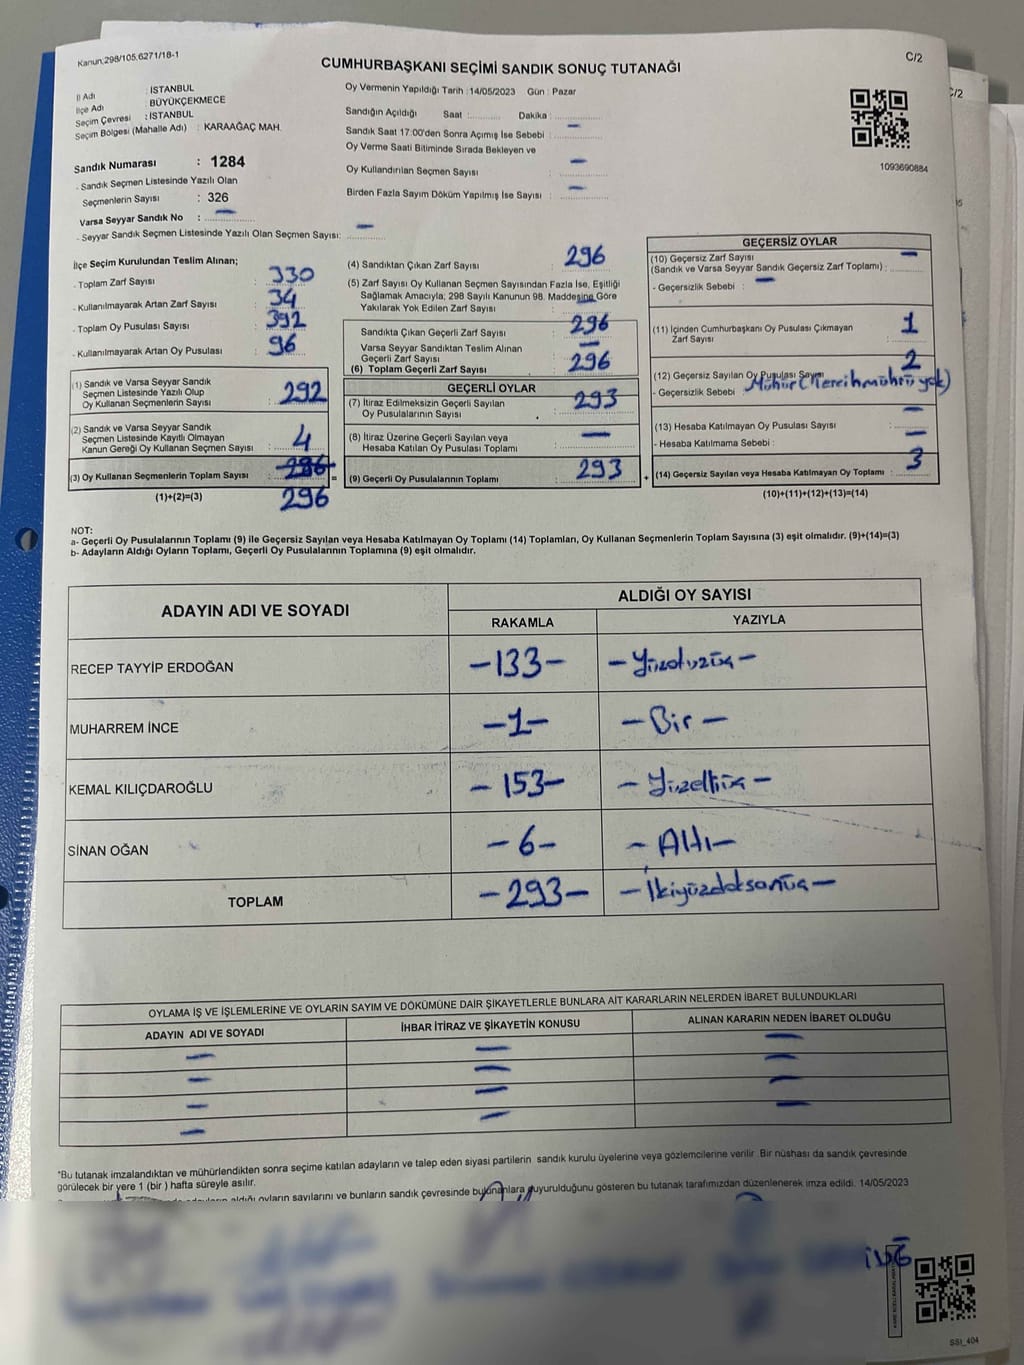 Kanun.298/105.6271/18-1
C/2
CUMHURBAŞKANI SEÇİMİ SANDIK SONUÇ TUTANAĞI
İl Adı : İSTANBUL
İlçe Adı BÜYÜKÇEKMECE
Seçim Çevresi : İSTANBUL
Seçim Bölgesi (Mahalle Adı) : KARAAĞAÇ MAH.
Sandık Numarası : 1284
- Sandık Seçmen Listesinde Yazılı Olan
Seçmenlerin Sayısı : 326
Varsa Seyyar Sandık No : —
- Seyyar Sandık Seçmen Listesinde Yazılı Olan Seçmen Sayısı: —
Oy Vermenin Yapıldığı Tarih : 14/05/2023 Gün : Pazar
Sandığın Açıldığı Saat :.......... Dakika :..........
Sandık Saat 17:00'den Sonra Açımış İse Sebebi : —
Oy Verme Saati Bitiminde Sırada Bekleyen ve
Oy Kullandırılan Seçmen Sayısı : —
Birden Fazla Sayım Döküm Yapılmış İse Sayısı : —
1093690884
C/2
İlçe Seçim Kurulundan Teslim Alınan;
- Toplam Zarf Sayısı : 330
- Kullanılmayarak Artan Zarf Sayısı : 34
- Toplam Oy Pusulası Sayısı : 392
- Kullanılmayarak Artan Oy Pusulası : 96
(1) Sandık ve Varsa Seyyar Sandık
Seçmen Listesinde Yazılı Olup
Oy Kullanan Seçmenlerin Sayısı : 292
(2) Sandık ve Varsa Seyyar Sandık
Seçmen Listesinde Kayıtlı Olmayan
Kanun Gereği Oy Kullanan Seçmen Sayısı : 4
(3) Oy Kullanan Seçmenlerin Toplam Sayısı : =
(1)+(2)=(3) 296
(4) Sandıktan Çıkan Zarf Sayısı : 296
(5) Zarf Sayısı Oy Kullanan Seçmen Sayısından Fazla İse, Eşitliği
Sağlamak Amacıyla; 298 Sayılı Kanunun 98. Maddesine Göre
Yakılarak Yok Edilen Zarf Sayısı : —
Sandıkta Çıkan Geçerli Zarf Sayısı : 296
Varsa Seyyar Sandıktan Teslim Alınan
Geçerli Zarf Sayısı : —
(6) Toplam Geçerli Zarf Sayısı : 296
GEÇERLİ OYLAR
(7) İtiraz Edilmeksizin Geçerli Sayılan
Oy Pusulalarının Sayısı : 293
(8) İtiraz Üzerine Geçerli Sayılan veya
Hesaba Katılan Oy Pusulası Toplamı : —
(9) Geçerli Oy Pusulalarının Toplamı : 293 +
GEÇERSİZ OYLAR
(10) Geçersiz Zarf Sayısı
(Sandık ve Varsa Seyyar Sandık Geçersiz Zarf Toplamı) : —
- Geçersizlik Sebebi : —
(11) İçinden Cumhurbaşkanı Oy Pusulası Çıkmayan
Zarf Sayısı : 1
(12) Geçersiz Sayılan Oy Pusulası Sayısı 2
- Geçersizlik Sebebi : Mühür (Tercih mührü yok)
(13) Hesaba Katılmayan Oy Pusulası Sayısı : —
- Hesaba Katılmama Sebebi : —
(14) Geçersiz Sayılan veya Hesaba Katılmayan Oy Toplamı : 3
(10)+(11)+(12)+(13)=(14)
NOT:
a- Geçerli Oy Pusulalarının Toplamı (9) ile Geçersiz Sayılan veya Hesaba Katılmayan Oy Toplamı (14) Toplamları, Oy Kullanan Seçmenlerin Toplam Sayısına (3) eşit olmalıdır. (9)+(14)=(3)
b- Adayların Aldığı Oyların Toplamı, Geçerli Oy Pusulalarının Toplamına (9) eşit olmalıdır.
ADAYIN ADI VE SOYADI ALDIĞI OY SAYISI
RAKAMLA YAZIYLA
RECEP TAYYİP ERDOĞAN -133- -Yüzotuzüç-
MUHARREM İNCE -1- -Bir-
KEMAL KILIÇDAROĞLU -153- -Yüzelliüç-
SİNAN OĞAN -6- -Altı-
TOPLAM -293- -İkiyüzdoksanüç-
OYLAMA İŞ VE İŞLEMLERİNE VE OYLARIN SAYIM VE DÖKÜMÜNE DAİR ŞİKAYETLERLE BUNLARA AİT KARARLARIN NELERDEN İBARET BULUNDUKLARI
ADAYIN ADI VE SOYADI İHBAR İTİRAZ VE ŞİKAYETİN KONUSU ALINAN KARARIN NEDEN İBARET OLDUĞU
— — —
— — —
— — —
— — —
*Bu tutanak imzalandıktan ve mühürlendikten sonra seçime katılan adayların ve talep eden siyasi partilerin sandık kurulu üyelerine veya gözlemcilerine verilir. Bir nüshası da sandık çevresinde
görülecek bir yere 1 (bir ) hafta süreyle asılır.
aldığı oyların sayılarını ve bunların sandık çevresinde bulunanlara duyurulduğunu gösteren bu tutanak tarafımızdan düzenlenerek imza edildi. 14/05/2023
SSI_404